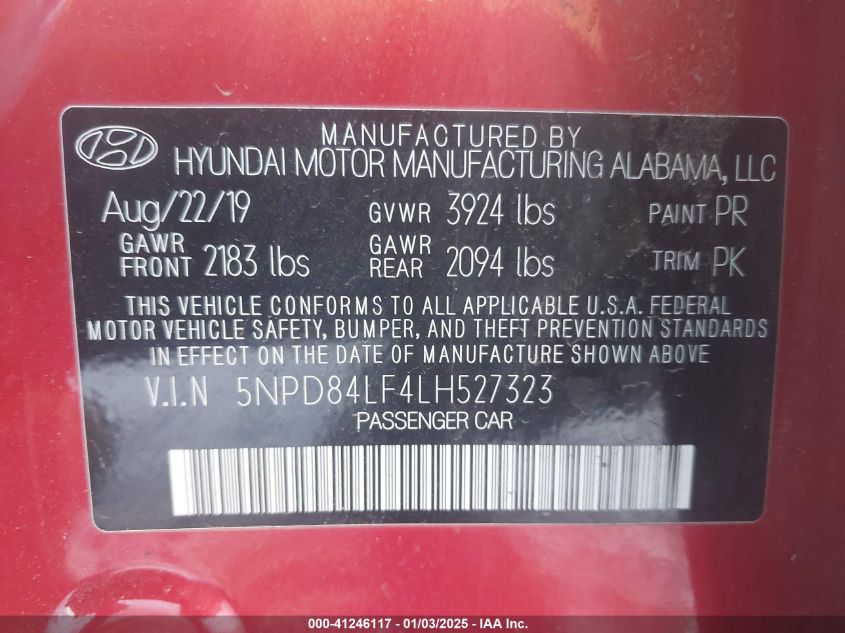 MANUFACTURED BY
HYUNDAI MOTOR MANUFACTURING ALABAMA, LLC
Aug/22/19 GVWR 3924 lbs PAINT PR
GAWR FRONT 2183 lbs GAWR REAR 2094 lbs TRIM PK
THIS VEHICLE CONFORMS TO ALL APPLICABLE U.S.A. FEDERAL
MOTOR VEHICLE SAFETY, BUMPER, AND THEFT PREVENTION STANDARDS
IN EFFECT ON THE DATE OF MANUFACTURE SHOWN ABOVE
V.I.N 5NPD84LF4LH527323
PASSENGER CAR
000-41246117 - 01/03/2025 - IAA Inc.